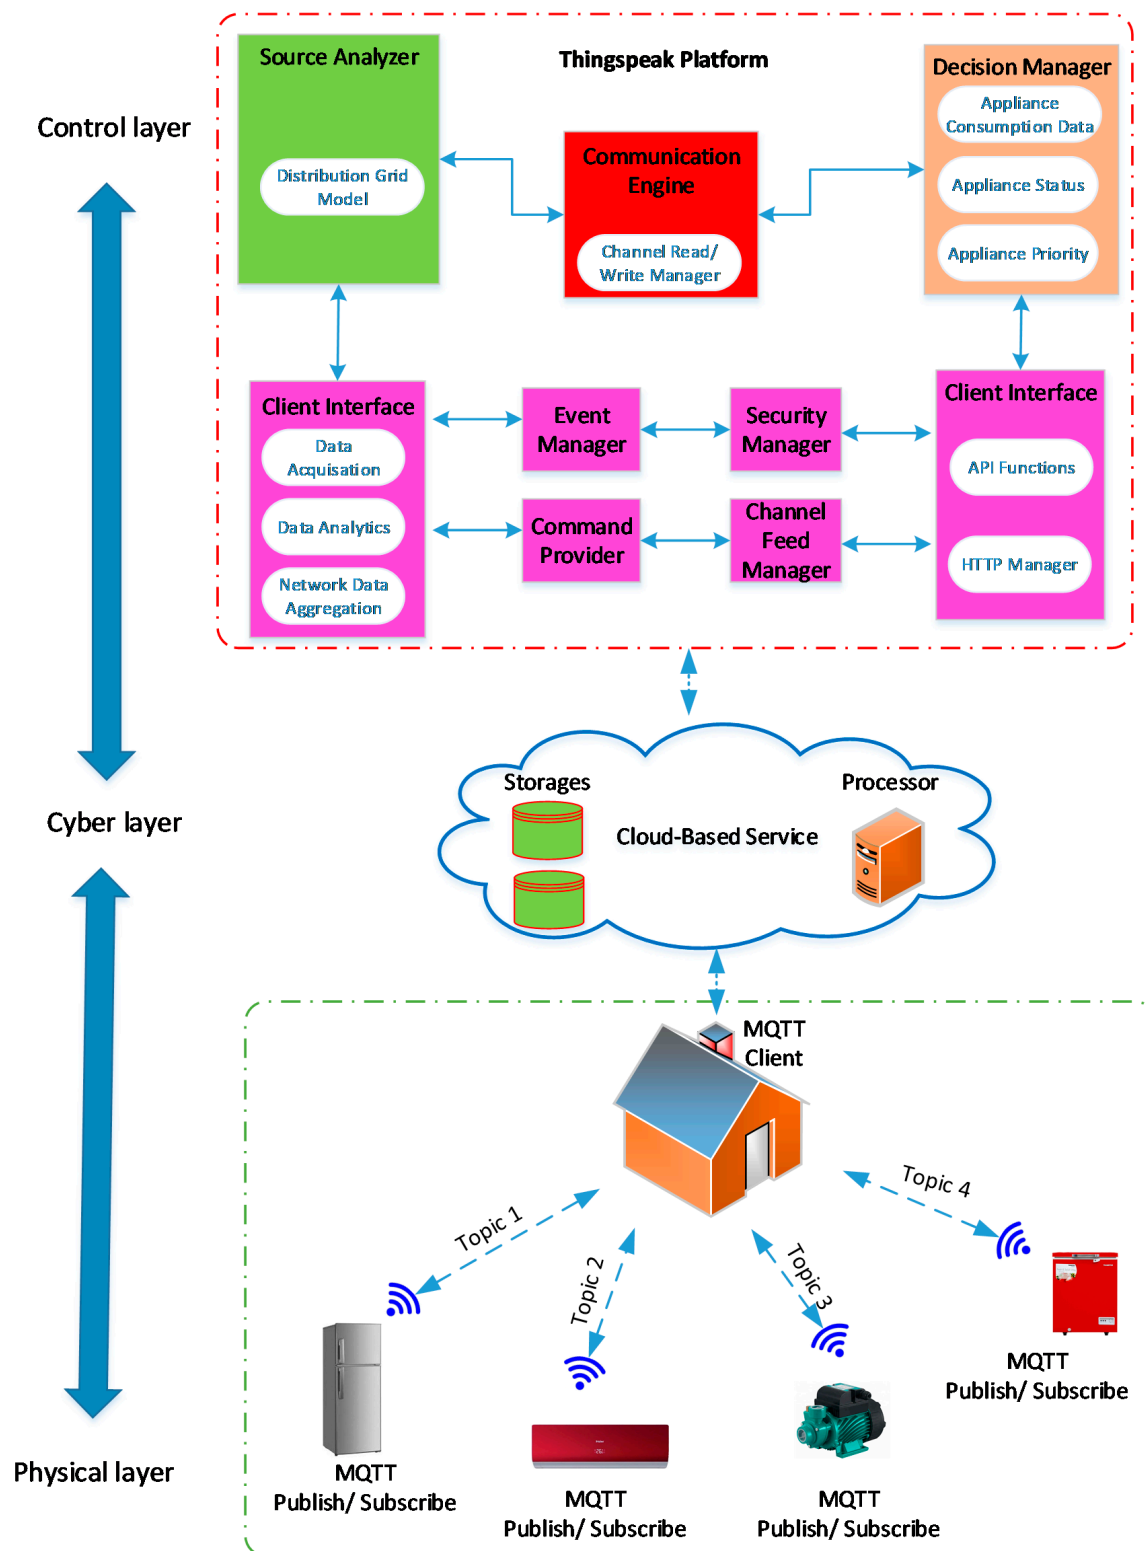 Control layer
Cyber layer
Physical layer
Thingspeak Platform
Source Analyzer
Distribution Grid
Model
Communication
Engine
Channel Read/
Write Manager
Decision Manager
Appliance
Consumption Data
Appliance Status
Appliance Priority
Client Interface
Data
Acquisation
Data Analytics
Network Data
Aggregation
Event
Manager
Security
Manager
Command
Provider
Channel
Feed
Manager
Client Interface
API Functions
HTTP Manager
Storages
Processor
Cloud-Based Service
MQTT
Client
Topic 1
Topic 2
Topic 3
Topic 4
MQTT
Publish/ Subscribe
MQTT
Publish/ Subscribe
MQTT
Publish/ Subscribe
MQTT
Publish/ Subscribe